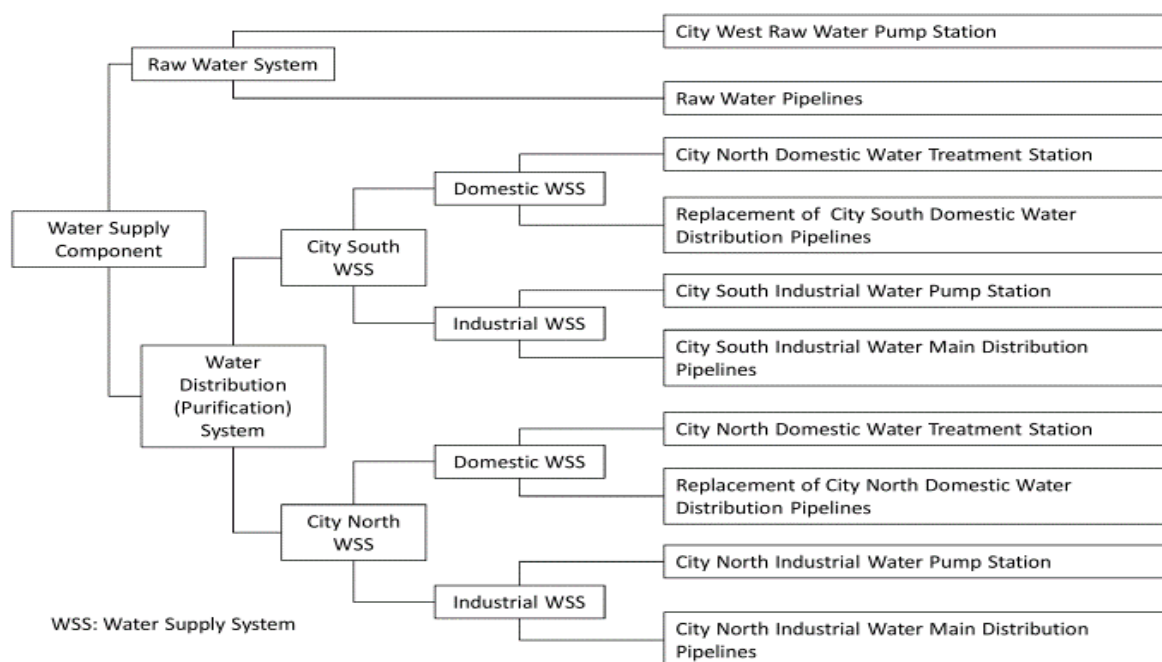 City West Raw Water Pump Station
Raw Water System
Raw Water Pipelines
City North Domestic Water Treatment Station
Domestic WSS
Replacement of City South Domestic Water
Distribution Pipelines
Water Supply
Component
City South
WSS
City South Industrial Water Pump Station
Industrial WSS
City South Industrial Water Main Distribution
Pipelines
Water
Distribution
(Purification)
System
City North Domestic Water Treatment Station
Domestic WSS
Replacement of City North Domestic Water
Distribution Pipelines
City North
WSS
City North Industrial Water Pump Station
Industrial WSS
City North Industrial Water Main Distribution
Pipelines
WSS: Water Supply System